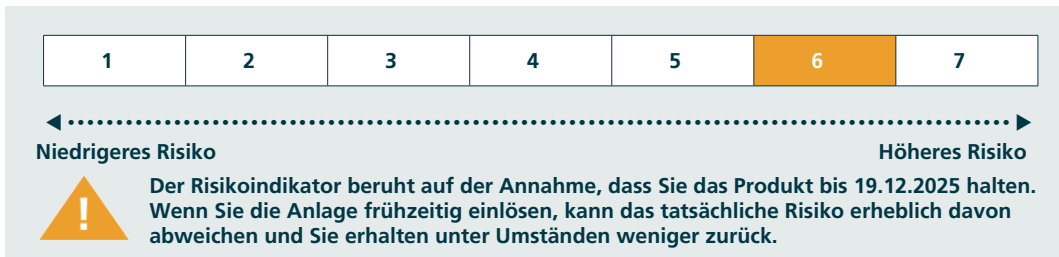 1 2 3 4 5 6 7
Niedrigeres Risiko Höheres Risiko
Der Risikoindikator beruht auf der Annahme, dass Sie das Produkt bis 19.12.2025 halten.
Wenn Sie die Anlage frühzeitig einlösen, kann das tatsächliche Risiko erheblich davon
abweichen und Sie erhalten unter Umständen weniger zurück.
!